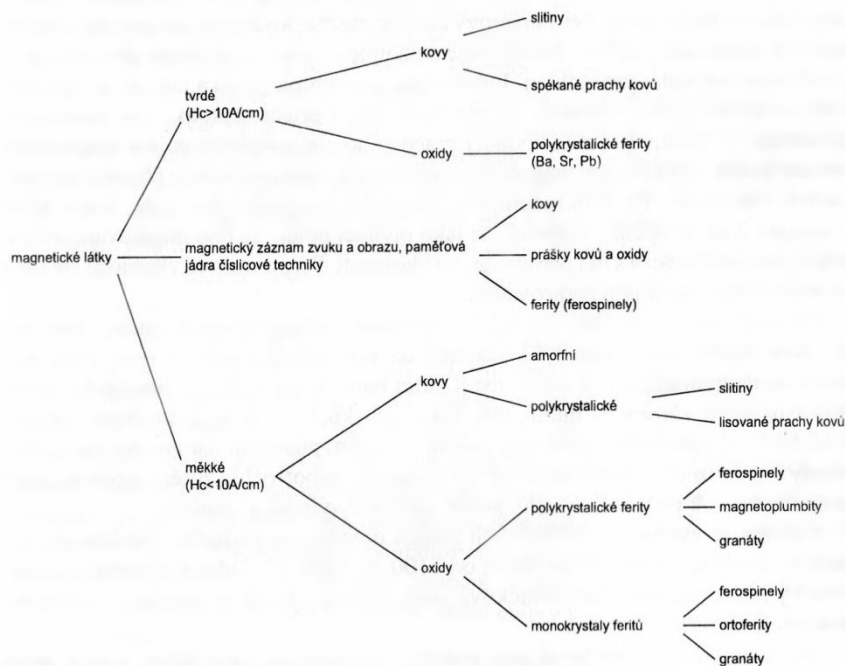 slitiny
kovy
spékané prachy kovů
tvrdé
(Hc>10A/cm)
oxidy
polykrystalické ferity
(Ba, Sr, Pb)
kovy
magnetické látky
magnetický záznam zvuku a obrazu, paměťová
jádra číslicové techniky
prášky kovů a oxidy
ferity (ferospinely)
amorfní
kovy
polykrystalické
slitiny
lisované prachy kovů
měkké
(Hc<10A/cm)
ferospinely
polykrystalické ferity
magnetoplumbity
granáty
oxidy
ferospinely
monokrystaly feritů
ortoferity
granáty